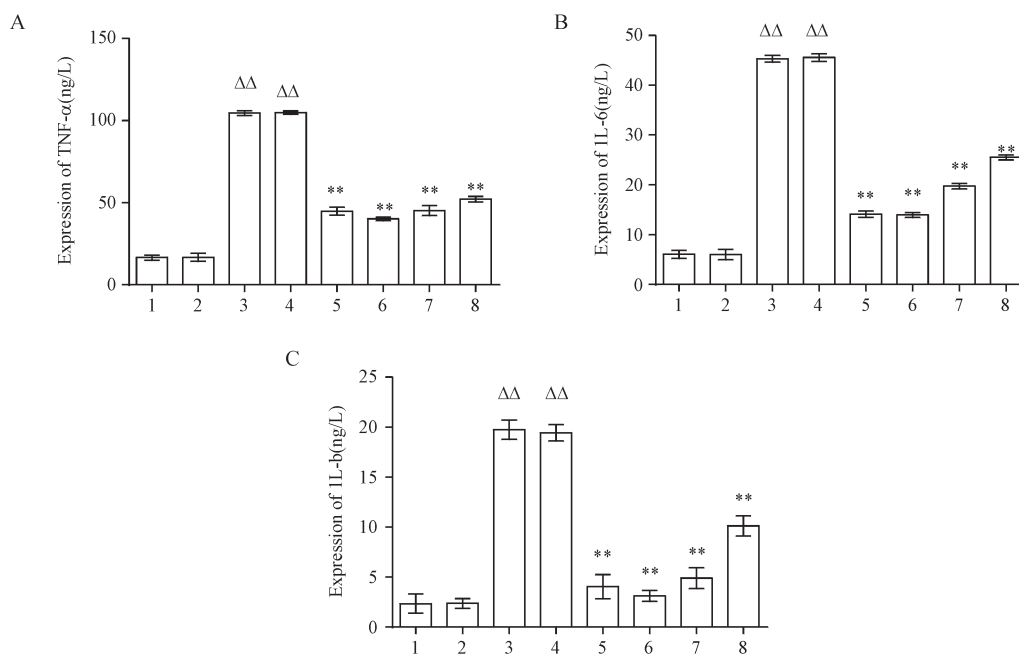 A
Expression of TNF-α(ng/L)
150
100
50
0
ΔΔ
ΔΔ
**
**
**
**
1 2 3 4 5 6 7 8
B
Expression of 1L-6(ng/L)
50
40
30
20
10
0
ΔΔ
ΔΔ
**
**
**
**
1 2 3 4 5 6 7 8
C
Expression of 1L-b(ng/L)
25
20
15
10
5
0
ΔΔ
ΔΔ
**
**
**
**
1 2 3 4 5 6 7 8